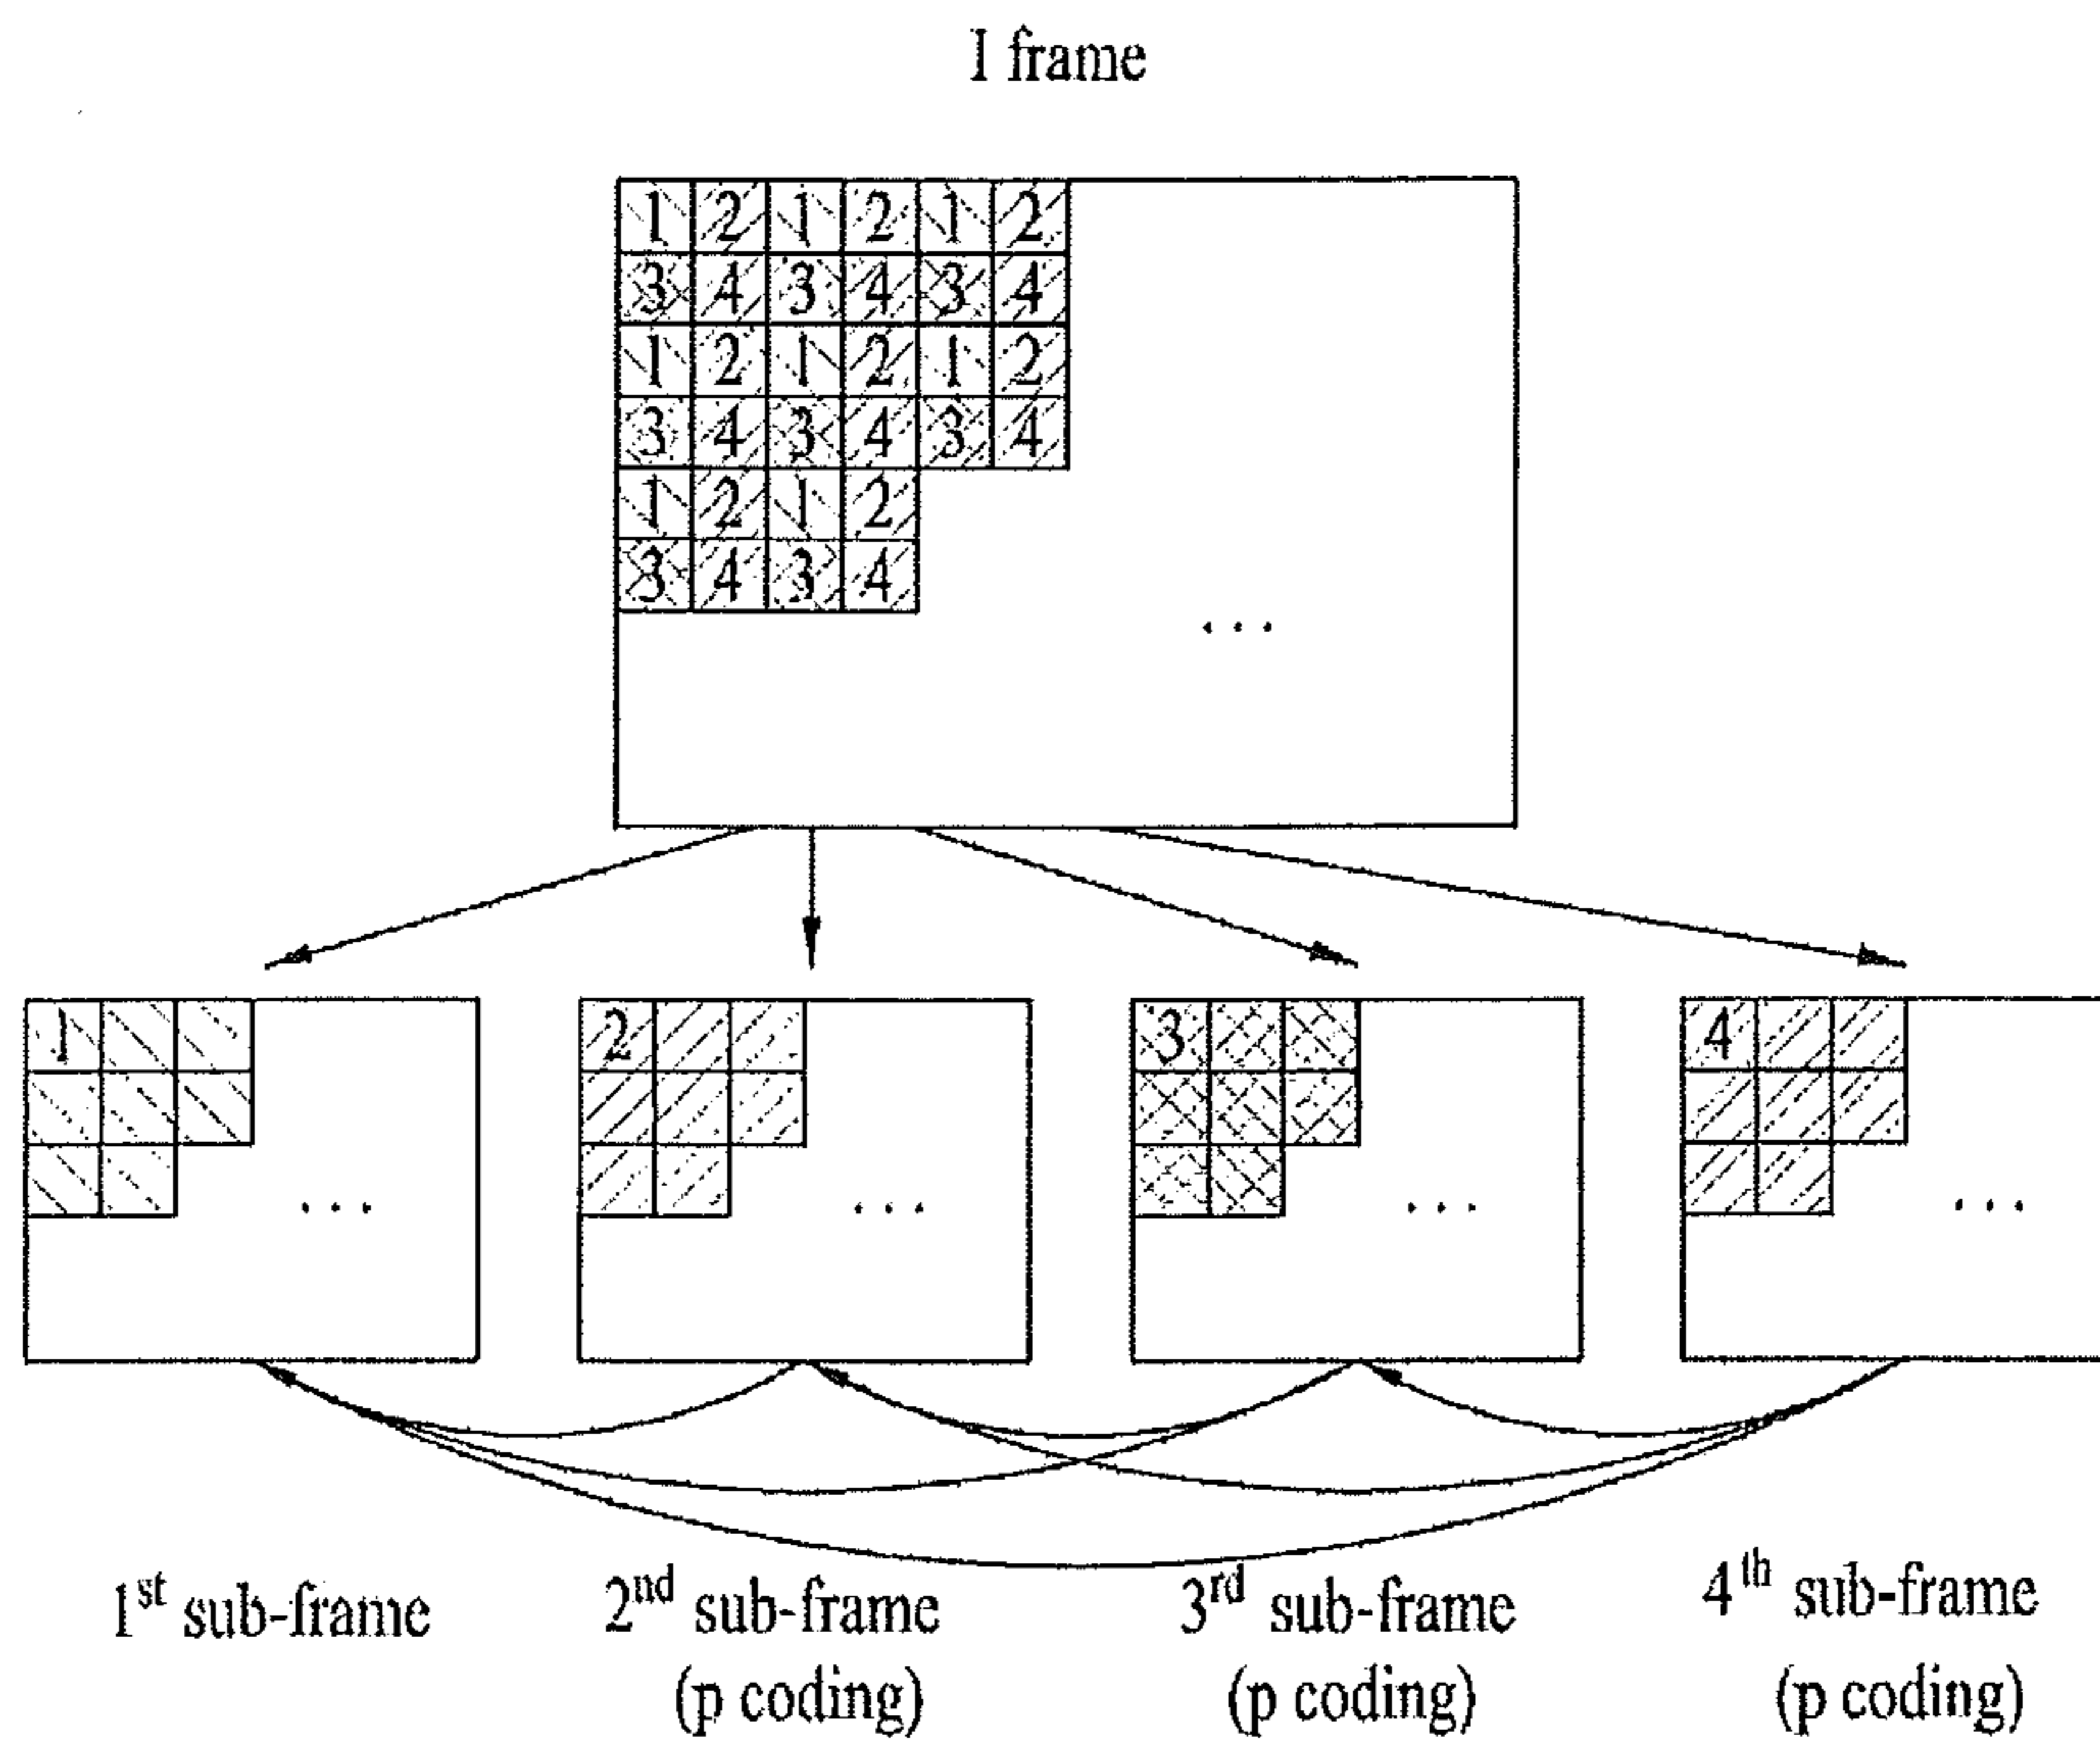 I frame
1 2 1 2 1 2
3 4 3 4 3 4
1 2 1 2 1 2
3 4 3 4 3 4
1 2 1 2
3 4 3 4
...
1 2 3 4
... ... ... ...
1st sub-frame 2nd sub-frame 3rd sub-frame 4th sub-frame
(p coding) (p coding) (p coding)